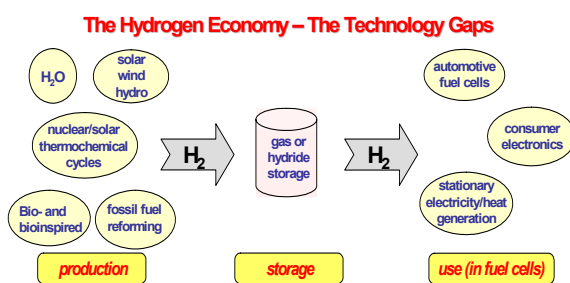 The Hydrogen Economy – The Technology Gaps
H₂O
solar
wind
hydro
nuclear/solar
thermochemical
cycles
Bio- and
bioinspired
fossil fuel
reforming
H₂
gas or
hydride
storage
H₂
automotive
fuel cells
consumer
electronics
stationary
electricity/heat
generation
production
storage
use (in fuel cells)